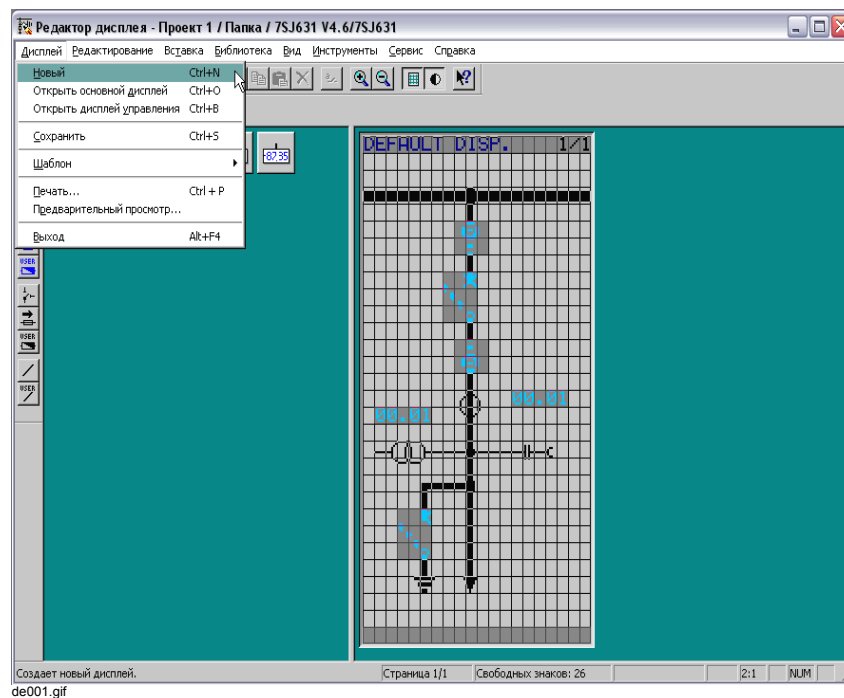 Редактор дисплея - Проект 1 / Папка / 7SJ631 V4.6/7SJ631
Дисплей Редактирование Вставка Библиотека Вид Инструменты Сервис Справка
Новый Ctrl+N
Открыть основной дисплей Ctrl+O
Открыть дисплей управления Ctrl+B
Сохранить Ctrl+S
Шаблон
Печать... Ctrl + P
Предварительный просмотр...
Выход Alt+F4
87.35
USER
USER
USER
DEFAULT DISP. 1/1
00.01
00.01
Создает новый дисплей. Страница 1/1 Свободных знаков: 26 2:1 NUM
de001.gif